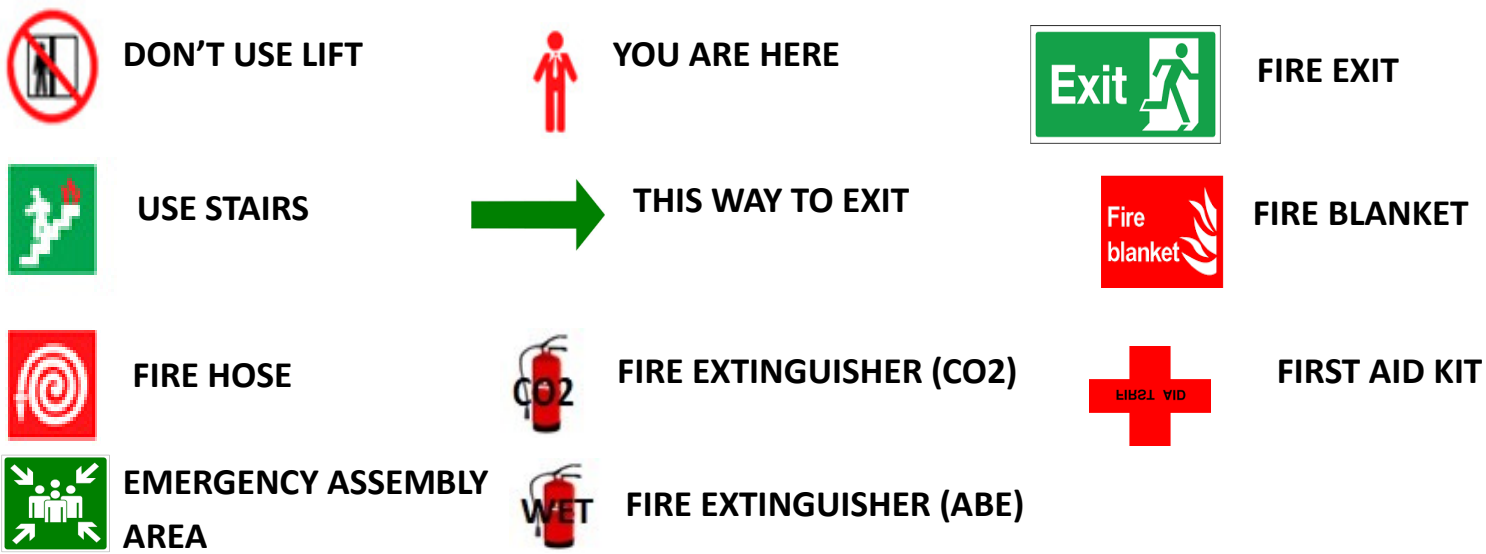 DON’T USE LIFT
YOU ARE HERE
Exit
FIRE EXIT
USE STAIRS
THIS WAY TO EXIT
Fire
blanket
FIRE BLANKET
FIRE HOSE
CO2
FIRE EXTINGUISHER (CO2)
FIRST AID
FIRST AID KIT
EMERGENCY ASSEMBLY
AREA
WET
FIRE EXTINGUISHER (ABE)